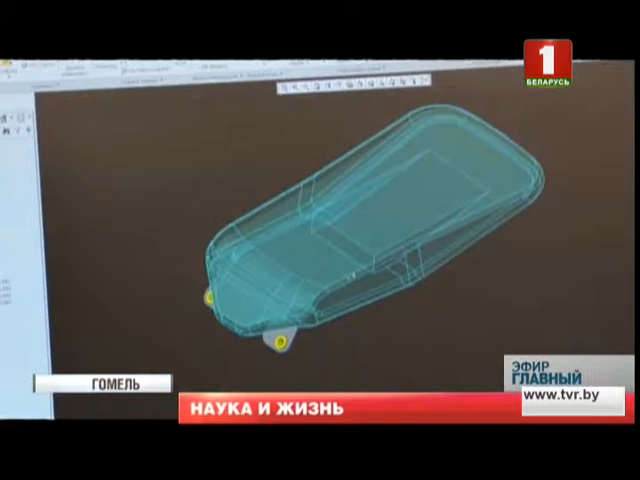 1
БЕЛАРУСЬ
ГОМЕЛЬ
ЭФИР
ГЛАВНЫЙ
www.tvr.by
НАУКА И ЖИЗНЬ